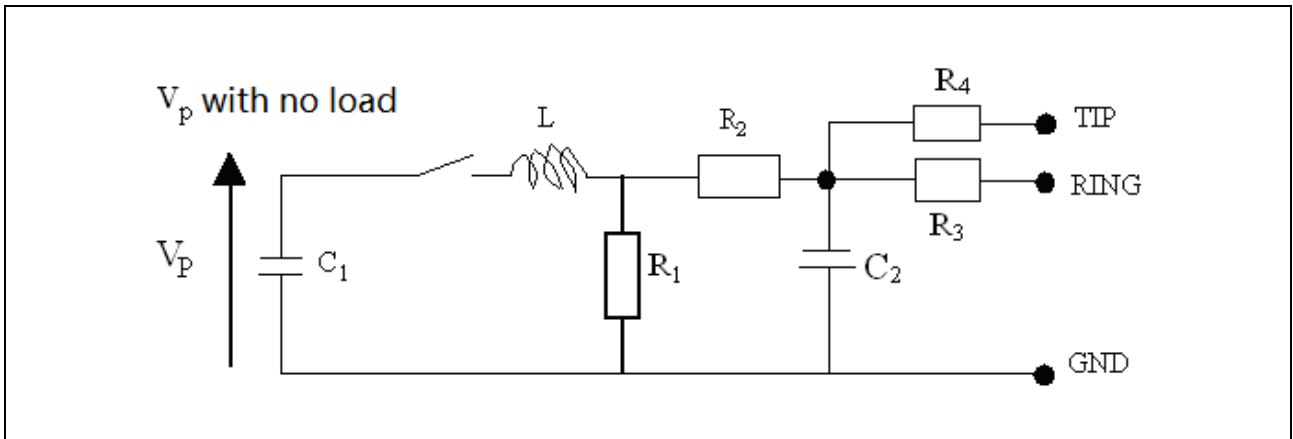 Vp with no load
R4
TIP
L
R2
RING
R3
Vp
C1
R1
C2
GND